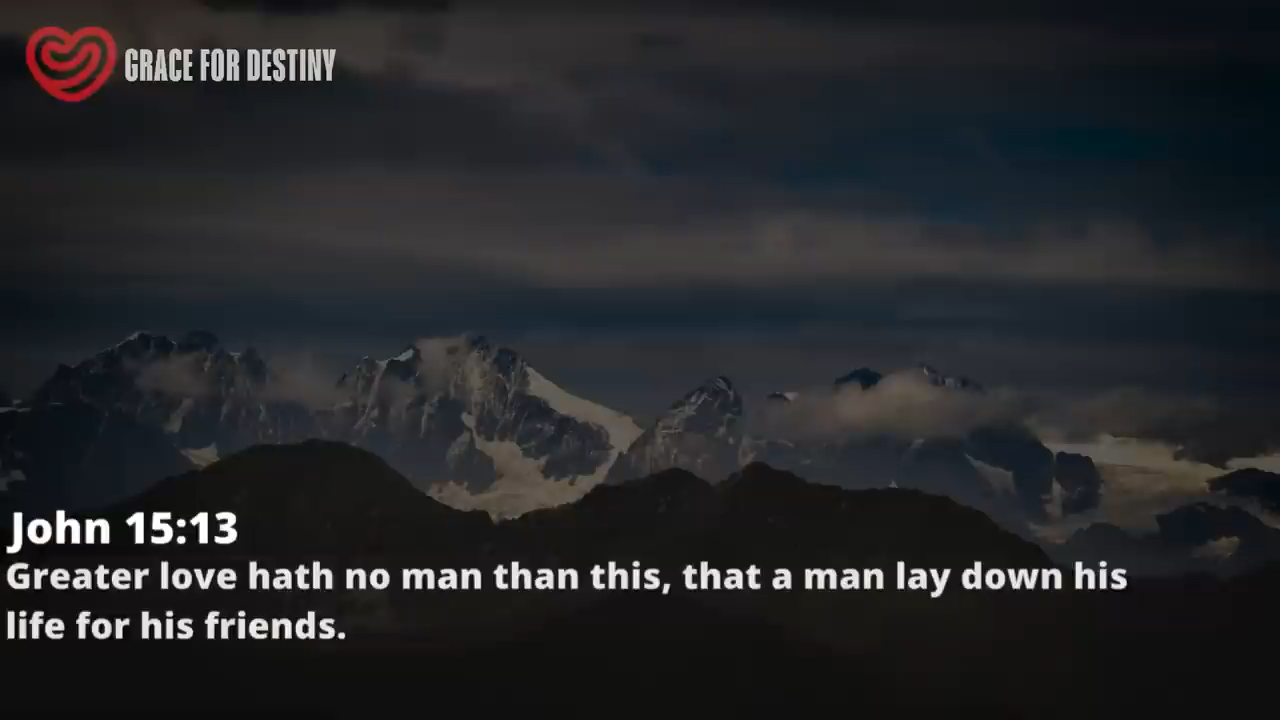 GRACE FOR DESTINY
John 15:13
Greater love hath no man than this, that a man lay down his
life for his friends.